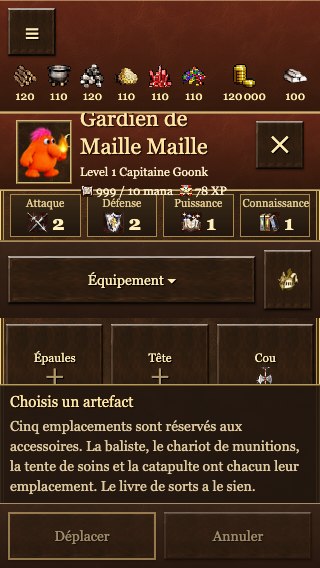 ≡
120 110 120 110 110 110 120 000 100
Gardien de
Maille Maille
Level 1 Capitaine Goonk
999 / 10 mana 78 XP
Attaque Défense Puissance Connaissance
2 2 1 1
Équipement
Épaules Tête Cou
Choisis un artefact
Cinq emplacements sont réservés aux
accessoires. La baliste, le chariot de munitions,
la tente de soins et la catapulte ont chacun leur
emplacement. Le livre de sorts a le sien.
Déplacer Annuler